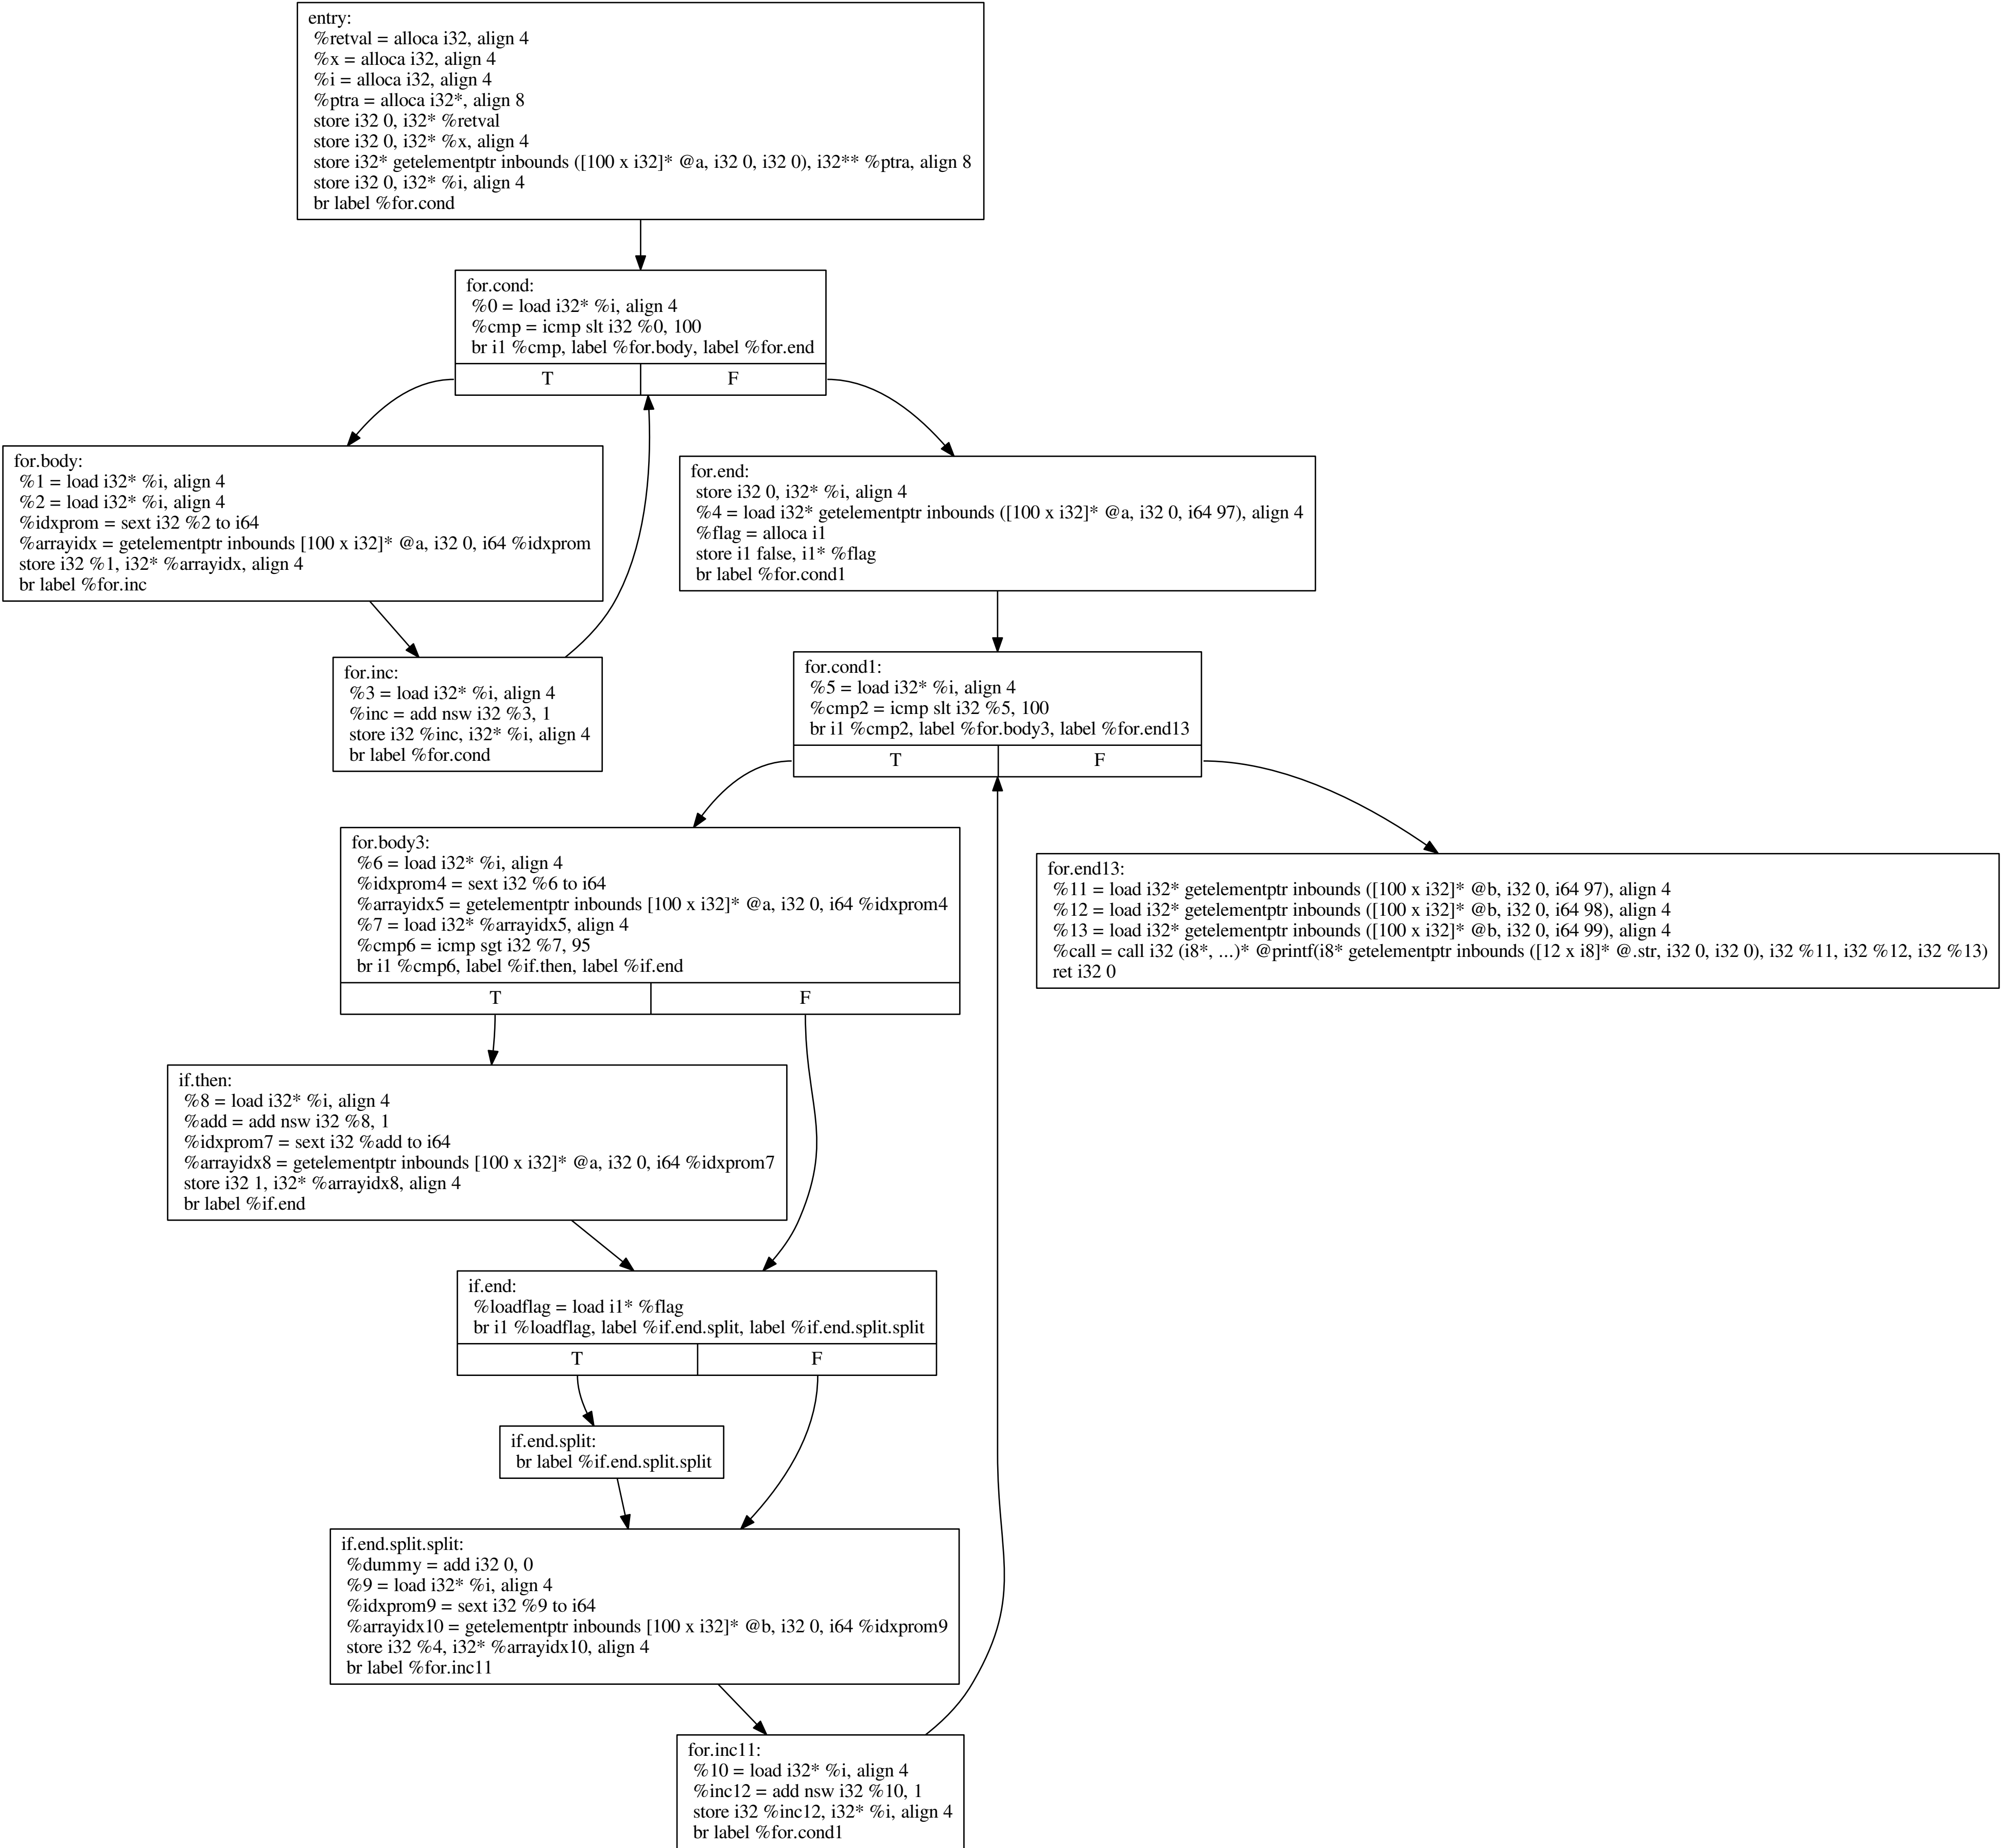 entry:
%retval = alloca i32, align 4
%x = alloca i32, align 4
%i = alloca i32, align 4
%ptra = alloca i32*, align 8
store i32 0, i32* %retval
store i32 0, i32* %x, align 4
store i32* getelementptr inbounds ([100 x i32]* @a, i32 0, i32 0), i32** %ptra, align 8
store i32 0, i32* %i, align 4
br label %for.cond
for.cond:
%0 = load i32* %i, align 4
%cmp = icmp slt i32 %0, 100
br i1 %cmp, label %for.body, label %for.end
T
F
for.body:
%1 = load i32* %i, align 4
%2 = load i32* %i, align 4
%idxprom = sext i32 %2 to i64
%arrayidx = getelementptr inbounds [100 x i32]* @a, i32 0, i64 %idxprom
store i32 %1, i32* %arrayidx, align 4
br label %for.inc
for.end:
store i32 0, i32* %i, align 4
%4 = load i32* getelementptr inbounds ([100 x i32]* @a, i32 0, i64 97), align 4
%flag = alloca i1
store i1 false, i1* %flag
br label %for.cond1
for.inc:
%3 = load i32* %i, align 4
%inc = add nsw i32 %3, 1
store i32 %inc, i32* %i, align 4
br label %for.cond
for.cond1:
%5 = load i32* %i, align 4
%cmp2 = icmp slt i32 %5, 100
br i1 %cmp2, label %for.body3, label %for.end13
T
F
for.body3:
%6 = load i32* %i, align 4
%idxprom4 = sext i32 %6 to i64
%arrayidx5 = getelementptr inbounds [100 x i32]* @a, i32 0, i64 %idxprom4
%7 = load i32* %arrayidx5, align 4
%cmp6 = icmp sgt i32 %7, 95
br i1 %cmp6, label %if.then, label %if.end
T
F
for.end13:
%11 = load i32* getelementptr inbounds ([100 x i32]* @b, i32 0, i64 97), align 4
%12 = load i32* getelementptr inbounds ([100 x i32]* @b, i32 0, i64 98), align 4
%13 = load i32* getelementptr inbounds ([100 x i32]* @b, i32 0, i64 99), align 4
%call = call i32 (i8*, ...)* @printf(i8* getelementptr inbounds ([12 x i8]* @.str, i32 0, i32 0), i32 %11, i32 %12, i32 %13)
ret i32 0
if.then:
%8 = load i32* %i, align 4
%add = add nsw i32 %8, 1
%idxprom7 = sext i32 %add to i64
%arrayidx8 = getelementptr inbounds [100 x i32]* @a, i32 0, i64 %idxprom7
store i32 1, i32* %arrayidx8, align 4
br label %if.end
if.end:
%loadflag = load i1* %flag
br i1 %loadflag, label %if.end.split, label %if.end.split.split
T
F
if.end.split:
br label %if.end.split.split
if.end.split.split:
%dummy = add i32 0, 0
%9 = load i32* %i, align 4
%idxprom9 = sext i32 %9 to i64
%arrayidx10 = getelementptr inbounds [100 x i32]* @b, i32 0, i64 %idxprom9
store i32 %4, i32* %arrayidx10, align 4
br label %for.inc11
for.inc11:
%10 = load i32* %i, align 4
%inc12 = add nsw i32 %10, 1
store i32 %inc12, i32* %i, align 4
br label %for.cond1